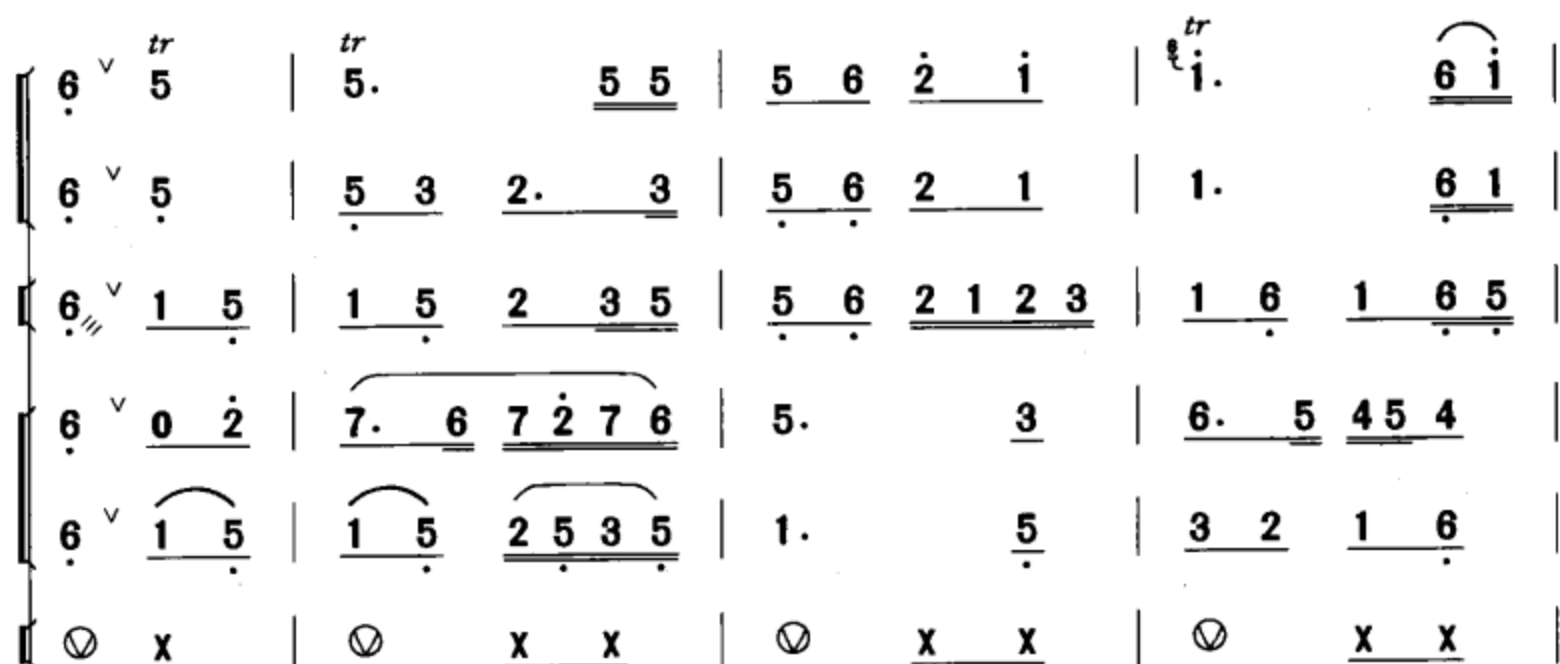 tr tr tr
6̣ ∨ 5 | 5. 5 5 | 5 6 2̇ 1̇ | 1̇. 6 1̇ |
6̣ ∨ 5̣ | 5̣ 3 2. 3 | 5̣ 6̣ 2 1 | 1. 6̣ 1 |
6̣ ∨ 1 5̣ | 1 5̣ 2 3 5 | 5̣ 6̣ 2 1 2 3 | 1 6̣ 1 6̣ 5̣ |
6̣ ∨ 0 2̇ | 7. 6 7 2̇ 7 6 | 5. 3 | 6. 5 4 5 4 |
6̣ ∨ 1 5̣ | 1 5̣ 2 5̣ 3 5̣ | 1. 5̣ | 3 2 1 6̣ |
Ⓥ X | Ⓥ X X | Ⓥ X X | Ⓥ X X |